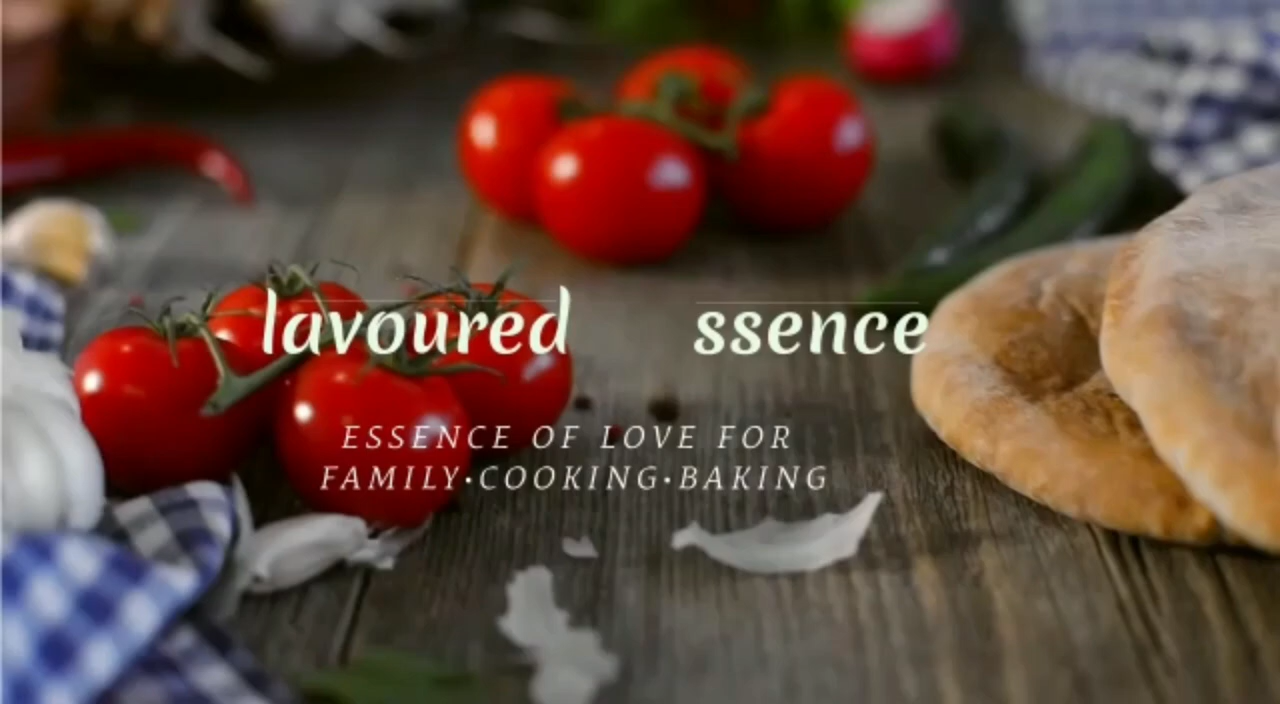 lavoured ssence
ESSENCE OF LOVE FOR
FAMILY•COOKING•BAKING